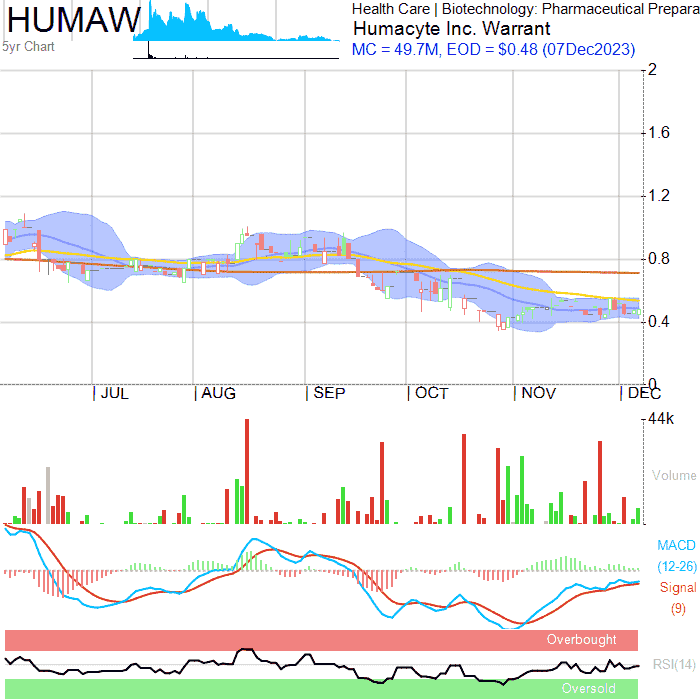 HUMAW
5yr Chart
Health Care | Biotechnology: Pharmaceutical Prepara
Humacyte Inc. Warrant
MC = 49.7M, EOD = $0.48 (07Dec2023)
2
1.6
1.2
0.8
0.4
0
JUL AUG SEP OCT NOV DEC
44k
Volume
MACD
(12-26)
Signal
(9)
Overbought
RSI(14)
Oversold